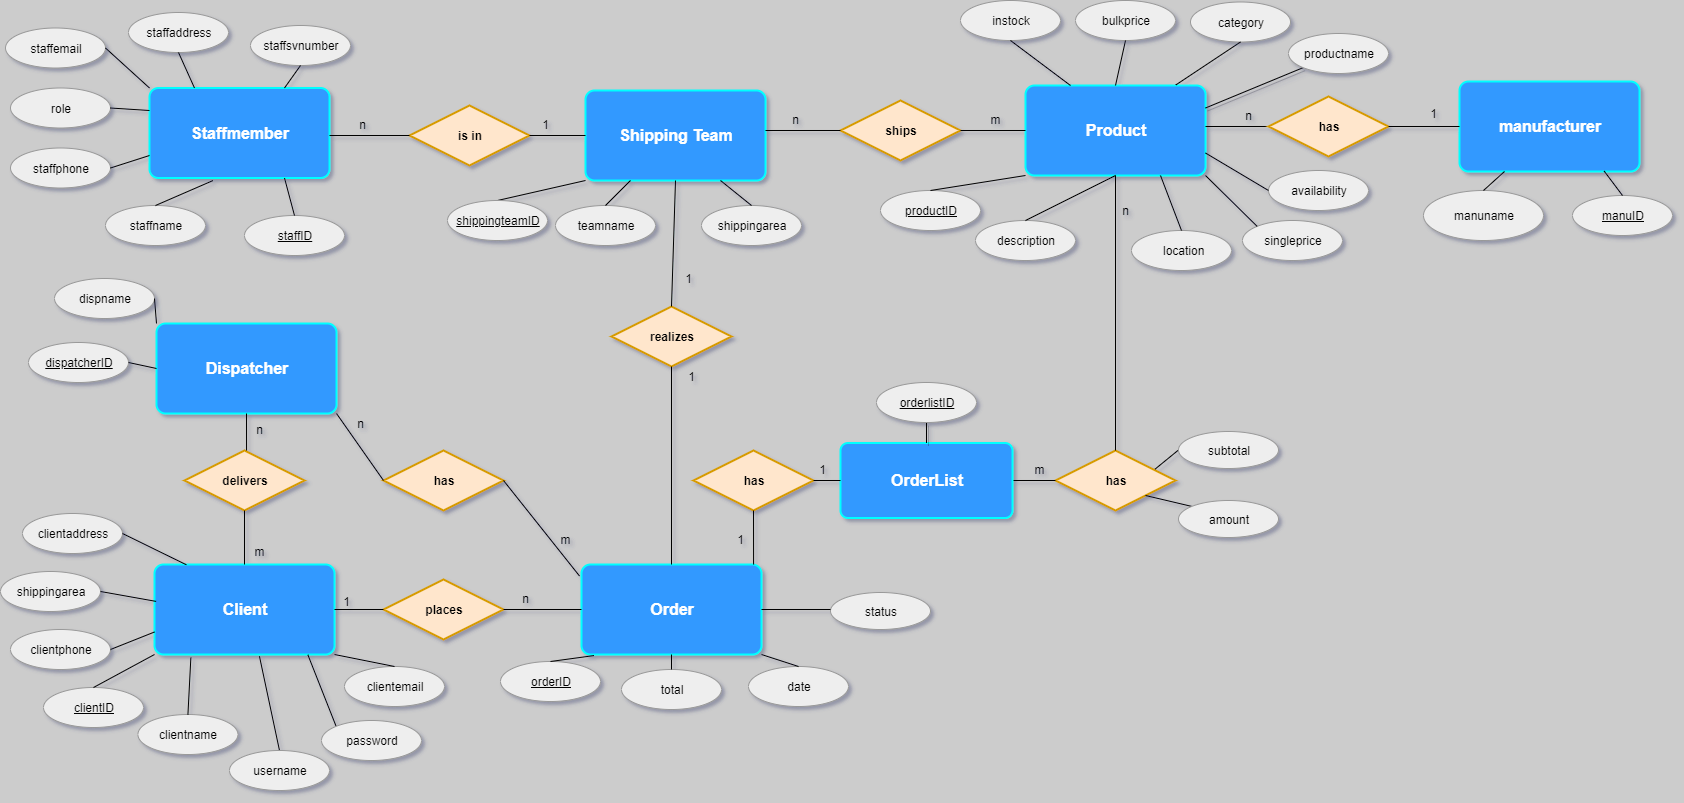 instock
bulkprice
category
staffaddress
staffsvnumber
staffemail
productname
role
Staffmember
n
is in
1
Shipping Team
n
ships
m
Product
n
has
1
manufacturer
staffphone
staffname
staffID
shippingteamID
teamname
shippingarea
productID
description
n
location
singleprice
availability
manuname
manuID
1
dispname
realizes
dispatcherID
Dispatcher
1
orderlistID
n
n
delivers
has
has
1
OrderList
m
has
subtotal
amount
clientaddress
m
m
1
shippingarea
Client
1
places
n
Order
status
clientphone
clientID
clientname
username
password
clientemail
orderID
total
date